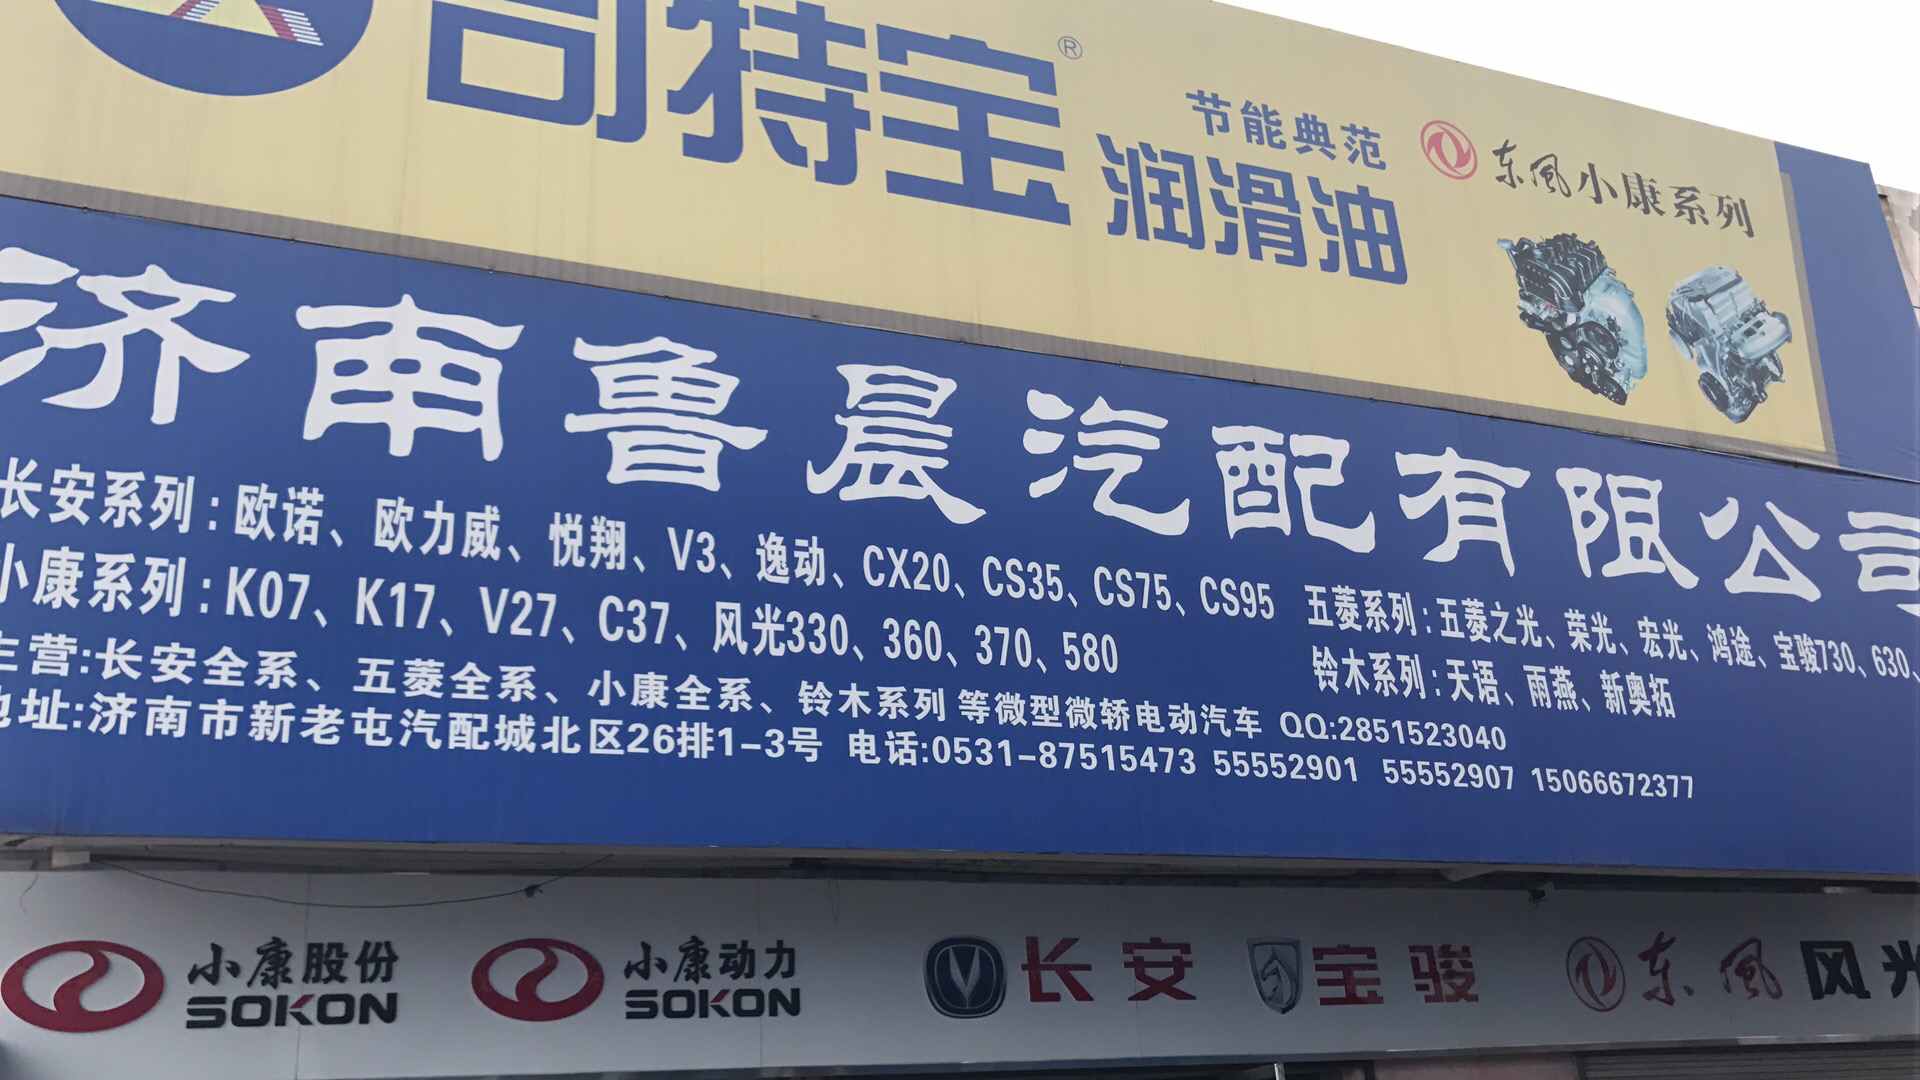 司特宝®
节能典范
润滑油
东风小康系列
济南鲁晨汽配有限公司
长安系列:欧诺、欧力威、悦翔、V3、逸动、CX20、CS35、CS75、CS95
五菱系列:五菱之光、荣光、宏光、鸿途、宝骏730、630、
小康系列:K07、K17、V27、C37、风光330、360、370、580
铃木系列:天语、雨燕、新奥拓
主营:长安全系、五菱全系、小康全系、铃木系列 等微型微轿电动汽车 QQ:2851523040
地址:济南市新老屯汽配城北区26排1-3号 电话:0531-87515473 55552901 55552907 15066672377
小康股份
SOKON
小康动力
SOKON
长安
宝骏
东风
风光